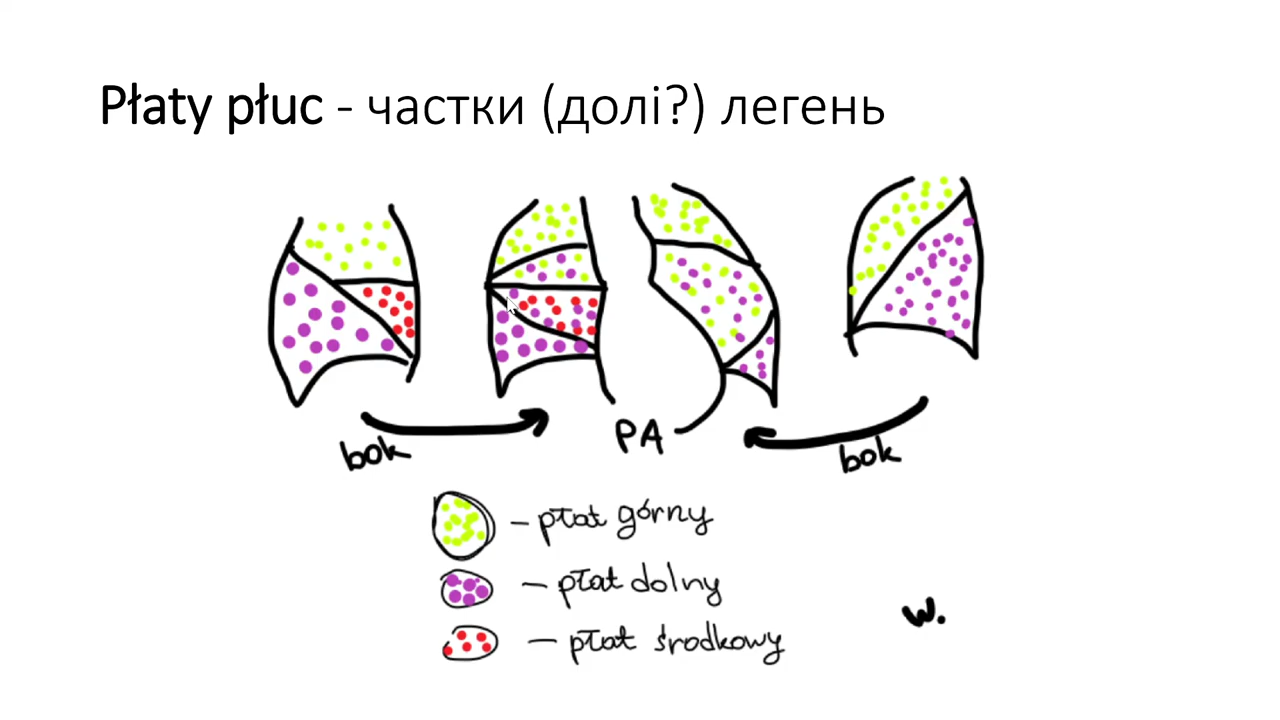 Płaty płuc - частки (долі?) легень
bok
PA
bok
– płat górny
– płat dolny
– płat środkowy
w.